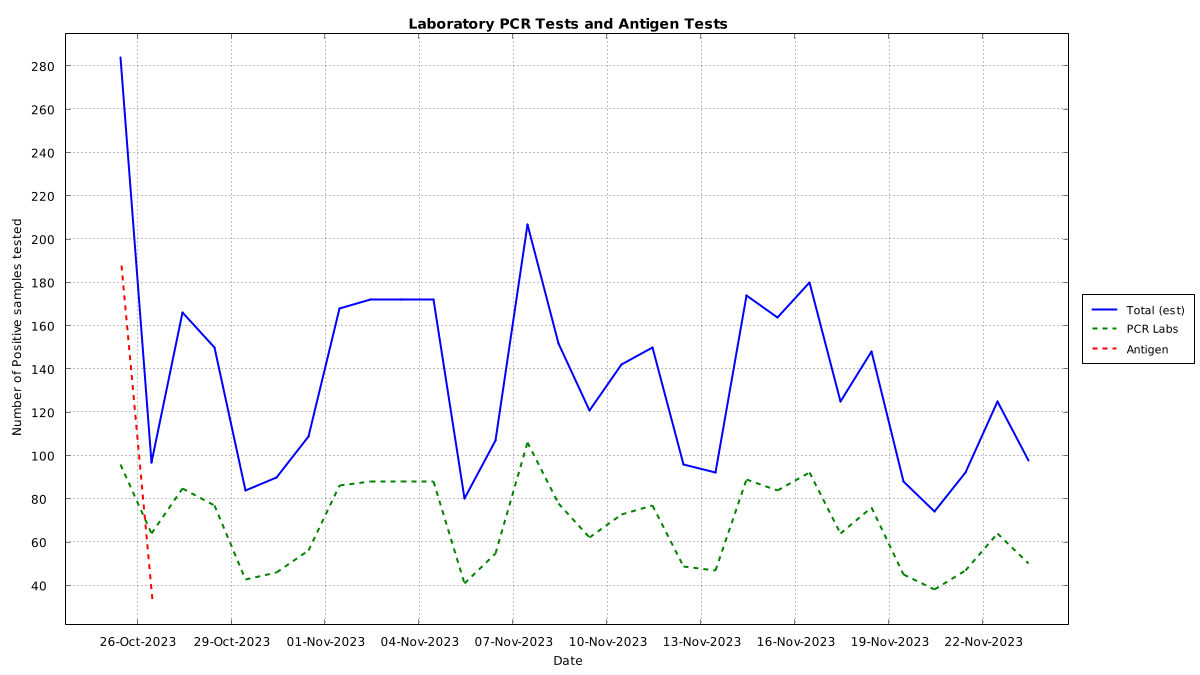 Laboratory PCR Tests and Antigen Tests
Number of Positive samples tested
280
260
240
220
200
180
160
140
120
100
80
60
40
26-Oct-2023 29-Oct-2023 01-Nov-2023 04-Nov-2023 07-Nov-2023 10-Nov-2023 13-Nov-2023 16-Nov-2023 19-Nov-2023 22-Nov-2023
Date
Total (est)
PCR Labs
Antigen